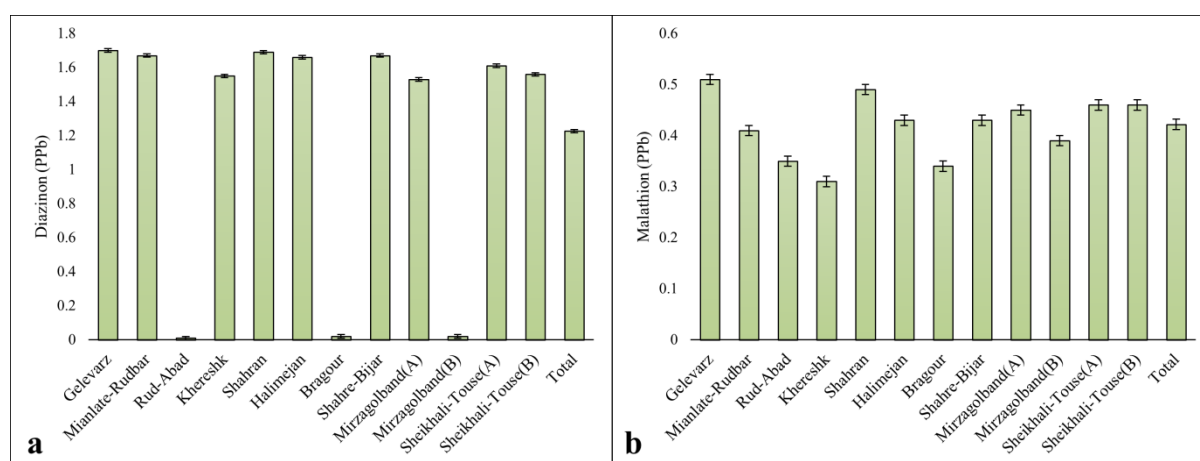 1.8
1.6
1.4
1.2
1
0.8
0.6
0.4
0.2
0
Diazinon (PPb)
Gelevarz
Mianlate-Rudbar
Rud-Abad
Khereshk
Shahran
Halimejan
Bragour
Shahre-Bijar
Mirzagolband(A)
Mirzagolband(B)
Sheikhali-Touse(A)
Sheikhali-Touse(B)
Total
a
0.6
0.5
0.4
0.3
0.2
0.1
0
Malathion (PPb)
Gelevarz
Mianlate-Rudbar
Rud-Abad
Khereshk
Shahran
Halimejan
Bragour
Shahre-Bijar
Mirzagolband(A)
Mirzagolband(B)
Sheikhali-Touse(A)
Sheikhali-Touse(B)
Total
b